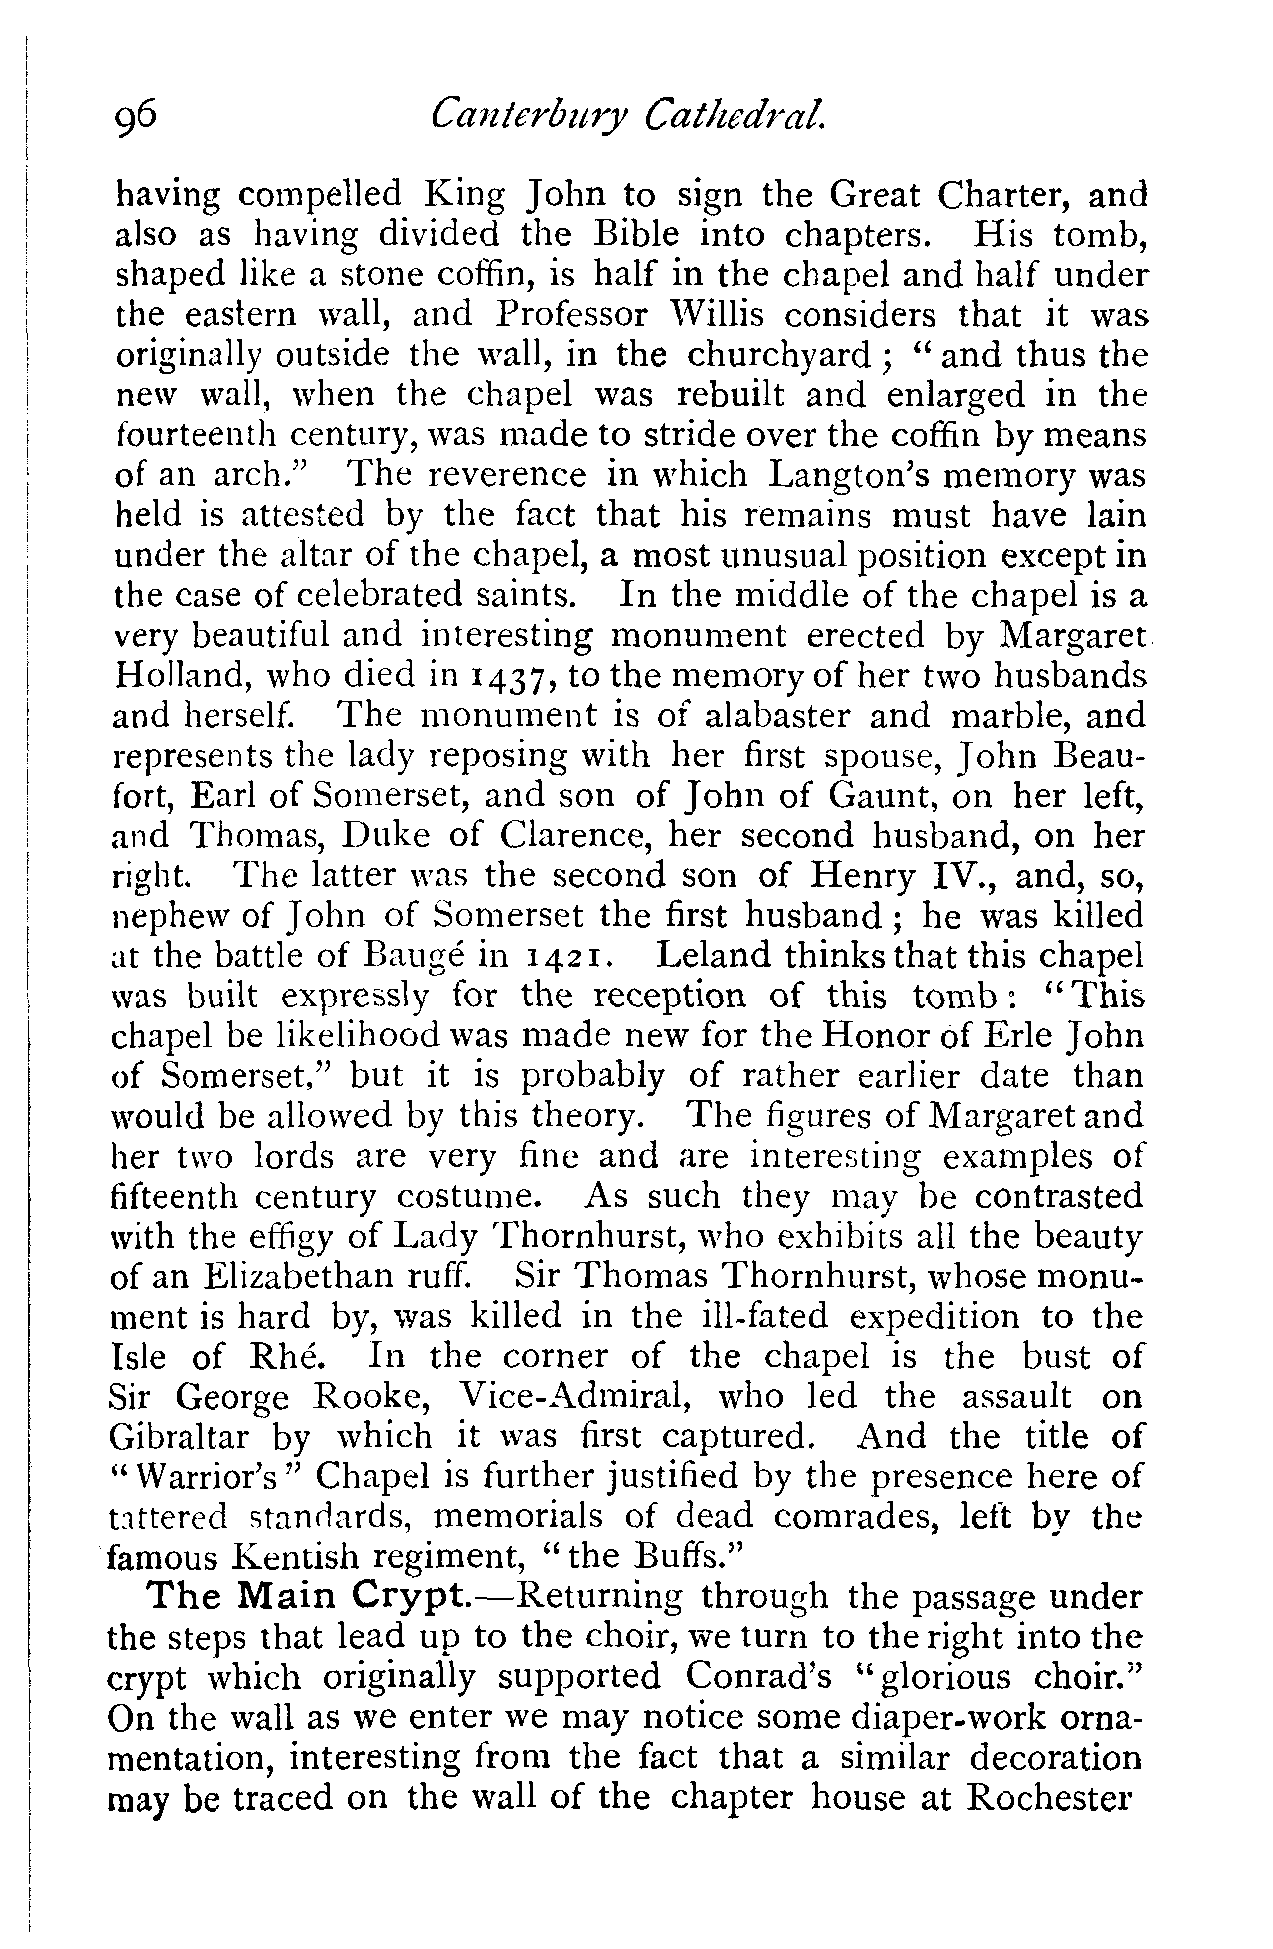 96 Canterbury Cathedral.
having compelled King John to sign the Great Charter, and
also as having divided the Bible into chapters. His tomb,
shaped like a stone coffin, is half in the chapel and half under
the eastern wall, and Professor Willis considers that it was
originally outside the wall, in the churchyard ; “ and thus the
new wall, when the chapel was rebuilt and enlarged in the
fourteenth century, was made to stride over the coffin by means
of an arch.” The reverence in which Langton’s memory was
held is attested by the fact that his remains must have lain
under the altar of the chapel, a most unusual position except in
the case of celebrated saints. In the middle of the chapel is a
very beautiful and interesting monument erected by Margaret
Holland, who died in 1437, to the memory of her two husbands
and herself. The monument is of alabaster and marble, and
represents the lady reposing with her first spouse, John Beau-
fort, Earl of Somerset, and son of John of Gaunt, on her left,
and Thomas, Duke of Clarence, her second husband, on her
right. The latter was the second son of Henry IV., and, so,
nephew of John of Somerset the first husband ; he was killed
at the battle of Baugé in 1421. Leland thinks that this chapel
was built expressly for the reception of this tomb : “ This
chapel be likelihood was made new for the Honor of Erle John
of Somerset,” but it is probably of rather earlier date than
would be allowed by this theory. The figures of Margaret and
her two lords are very fine and are interesting examples of
fifteenth century costume. As such they may be contrasted
with the effigy of Lady Thornhurst, who exhibits all the beauty
of an Elizabethan ruff. Sir Thomas Thornhurst, whose monu-
ment is hard by, was killed in the ill-fated expedition to the
Isle of Rhé. In the corner of the chapel is the bust of
Sir George Rooke, Vice-Admiral, who led the assault on
Gibraltar by which it was first captured. And the title of
“ Warrior’s ” Chapel is further justified by the presence here of
tattered standards, memorials of dead comrades, left by the
famous Kentish regiment, “ the Buffs.”
The Main Crypt.—Returning through the passage under
the steps that lead up to the choir, we turn to the right into the
crypt which originally supported Conrad’s “ glorious choir.”
On the wall as we enter we may notice some diaper-work orna-
mentation, interesting from the fact that a similar decoration
may be traced on the wall of the chapter house at Rochester